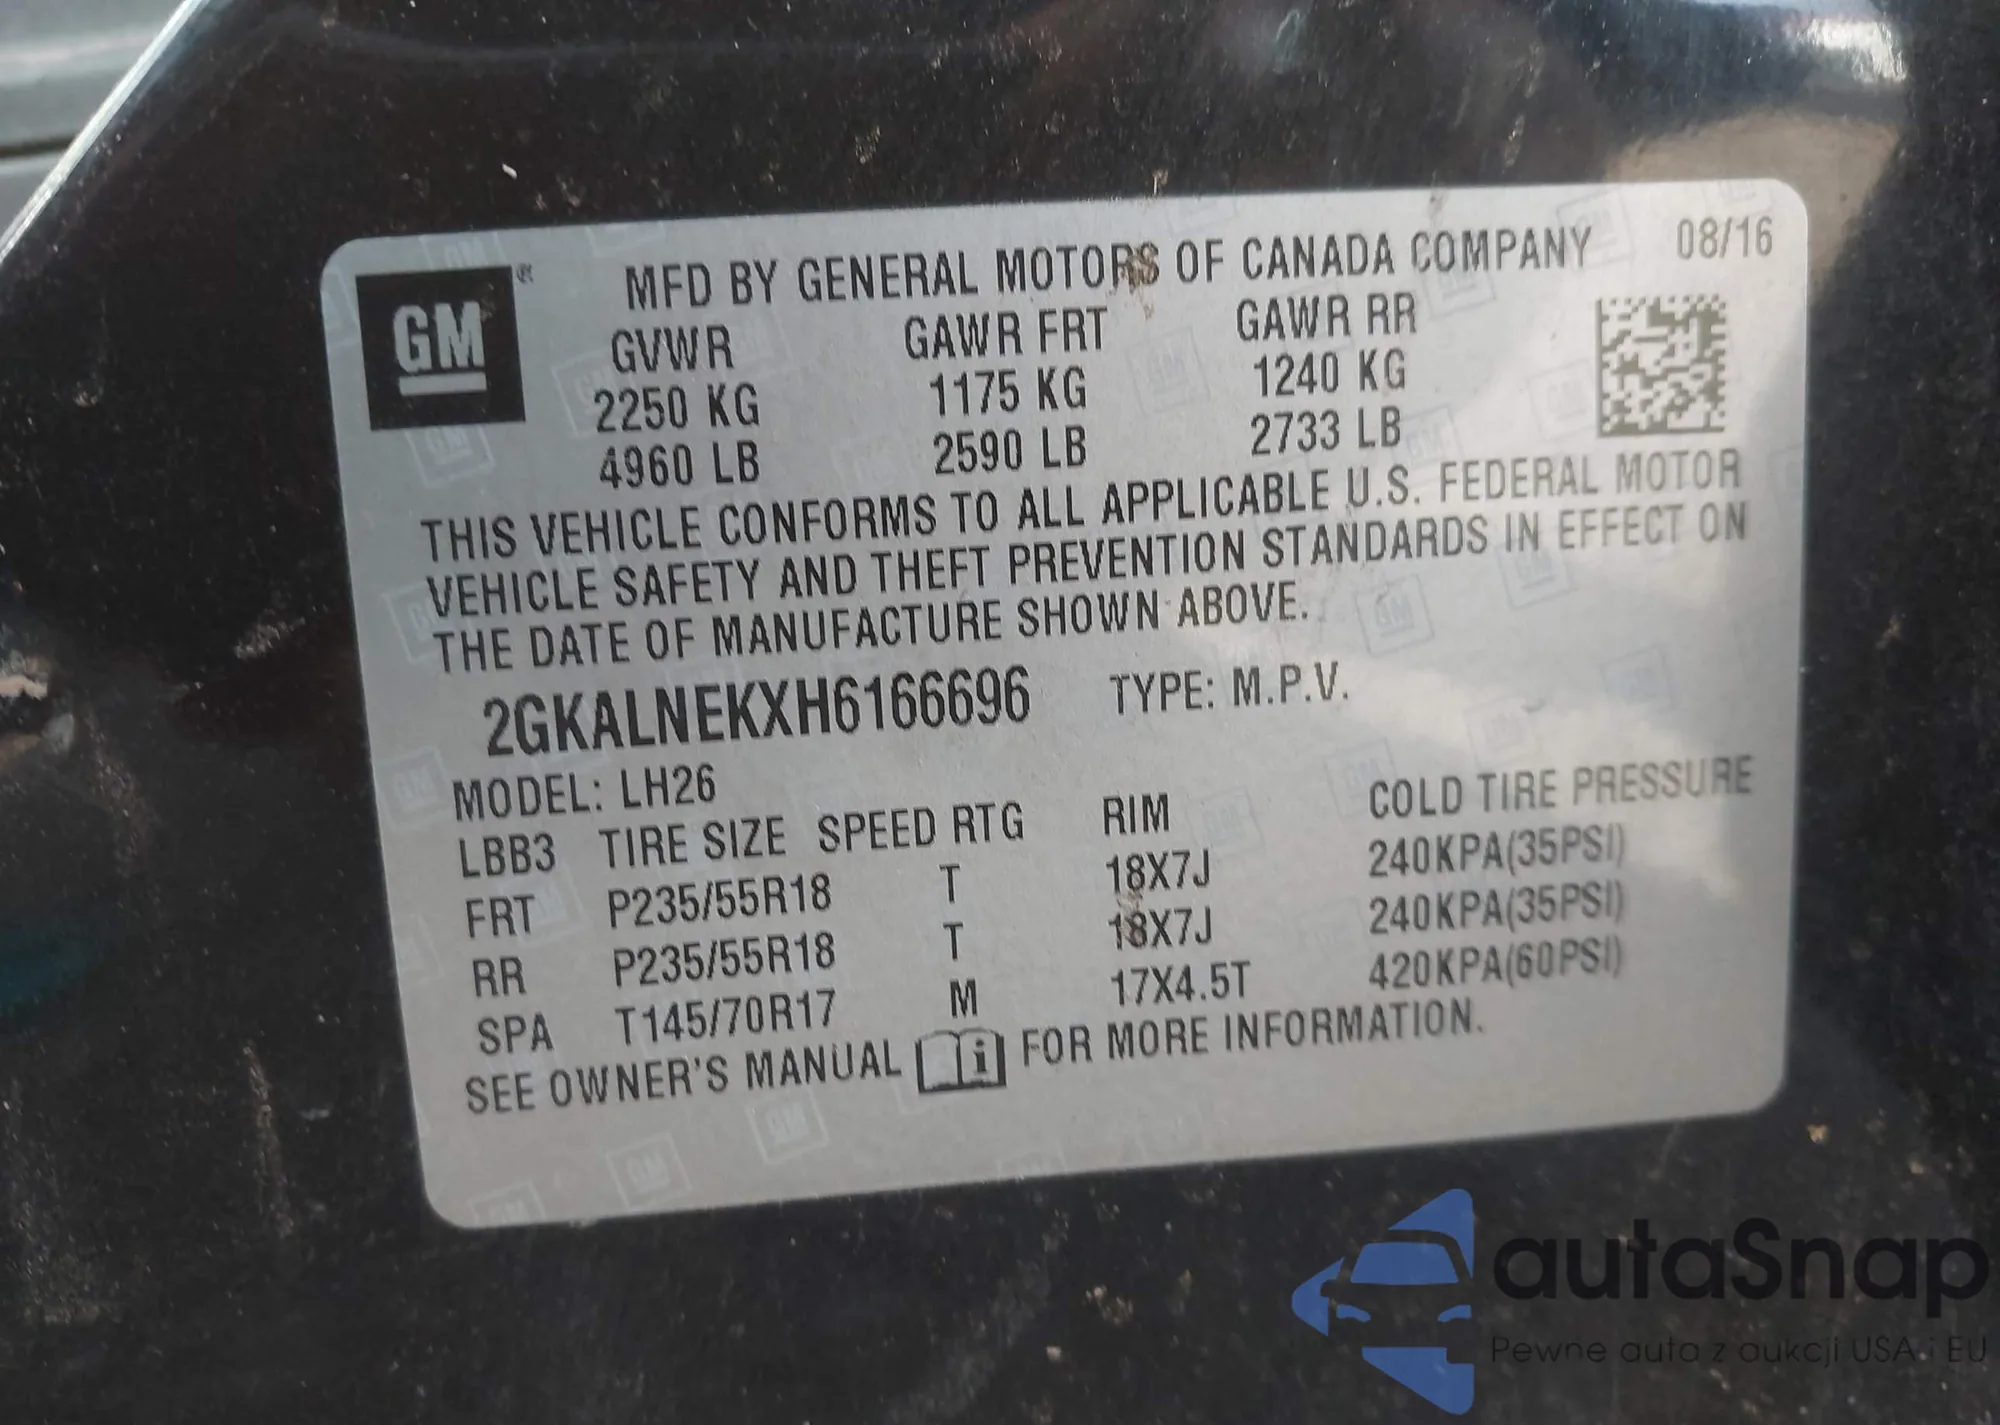 GM ®
MFD BY GENERAL MOTORS OF CANADA COMPANY 08/16
GVWR GAWR FRT GAWR RR
2250 KG 1175 KG 1240 KG
4960 LB 2590 LB 2733 LB
THIS VEHICLE CONFORMS TO ALL APPLICABLE U.S. FEDERAL MOTOR
VEHICLE SAFETY AND THEFT PREVENTION STANDARDS IN EFFECT ON
THE DATE OF MANUFACTURE SHOWN ABOVE.
2GKALNEKXH6166696 TYPE: M.P.V.
MODEL: LH26
LBB3 TIRE SIZE SPEED RTG RIM COLD TIRE PRESSURE
FRT P235/55R18 T 18X7J 240KPA(35PSI)
RR P235/55R18 T 18X7J 240KPA(35PSI)
SPA T145/70R17 M 17X4.5T 420KPA(60PSI)
SEE OWNER'S MANUAL i FOR MORE INFORMATION.
autaSnap
Pewne auta z aukcji USA i EU